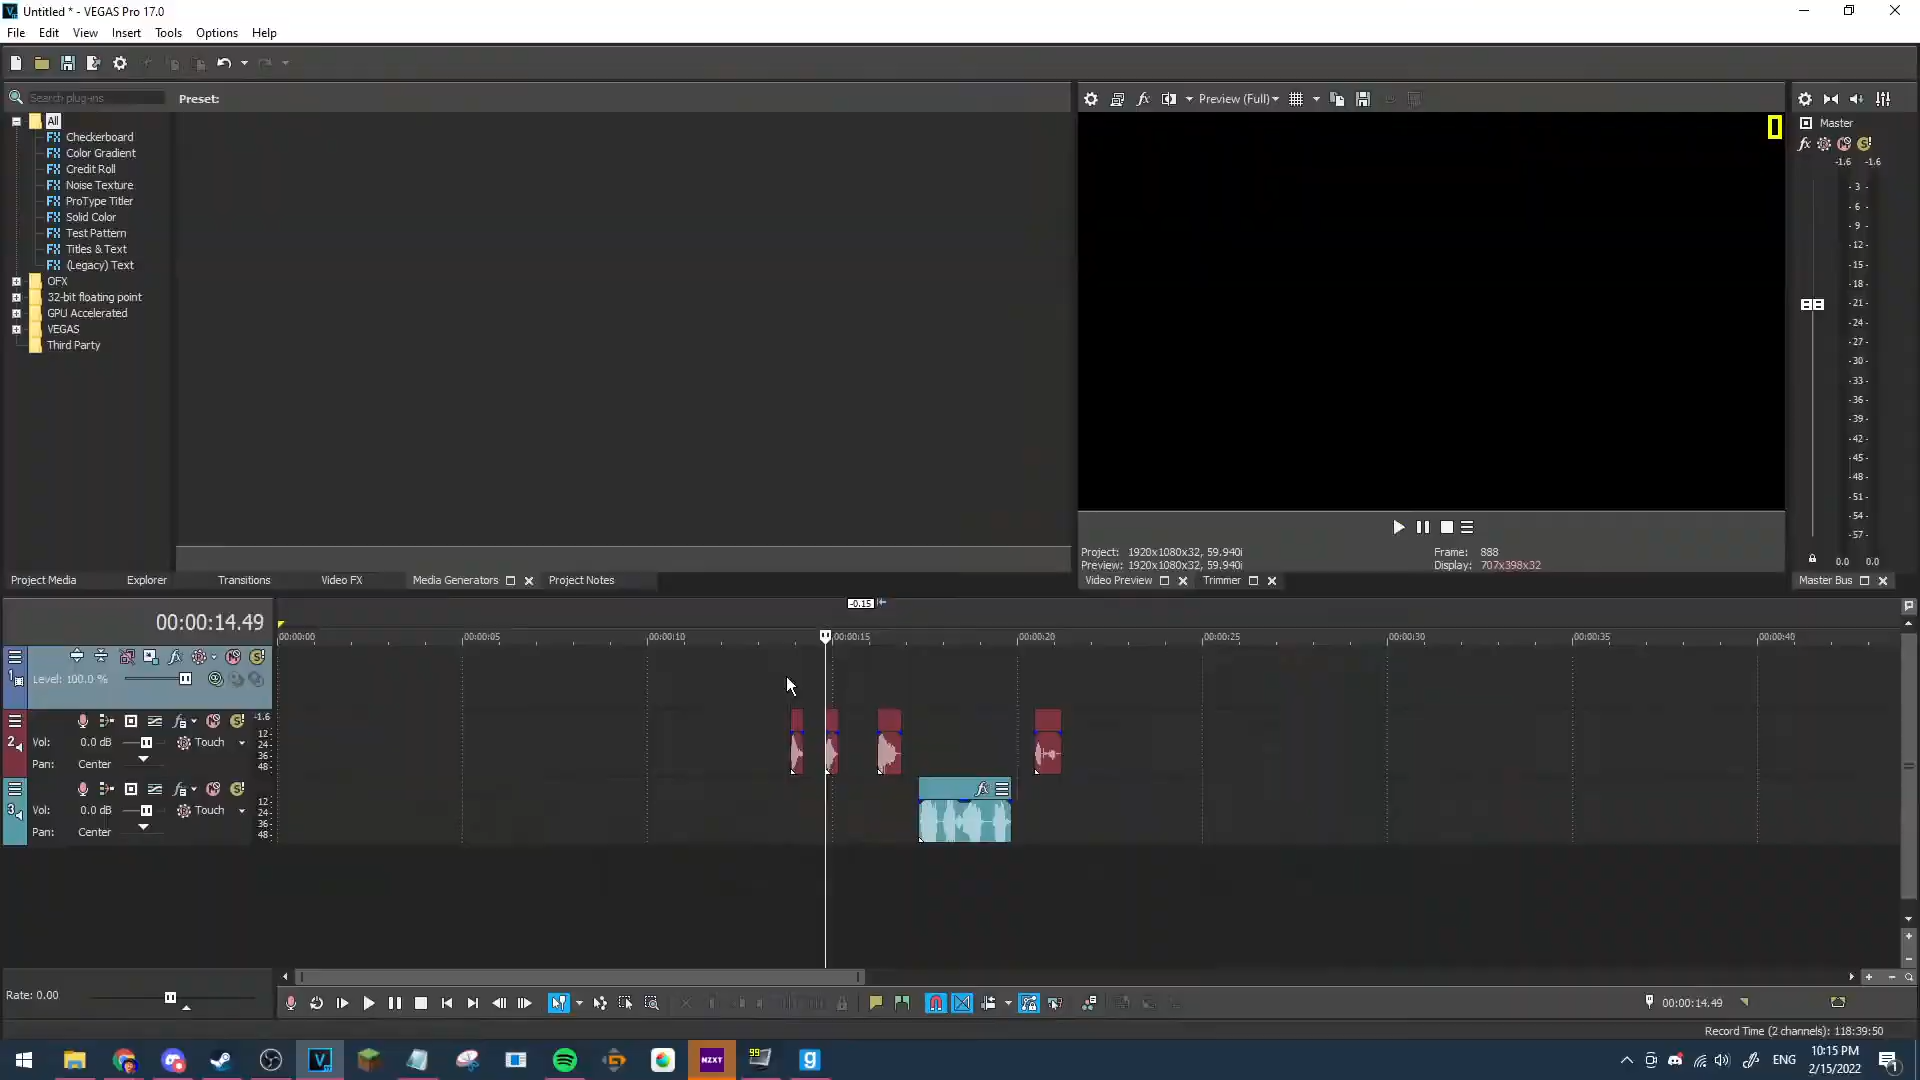 Untitled * - VEGAS Pro 17.0
File Edit View Insert Tools Options Help
Search plug-ins
Preset:
Preview (Full)
All
Checkerboard
Color Gradient
Credit Roll
Noise Texture
ProType Titler
Solid Color
Test Pattern
Titles & Text
(Legacy) Text
OFX
32-bit floating point
GPU Accelerated
VEGAS
Third Party
Master
-1.6 -1.6
- 3 -
- 6 -
- 9 -
-12-
-15-
-18-
-21-
-24-
-27-
-30-
-33-
-36-
-39-
-42-
-45-
-48-
-51-
-54-
-57-
0.0 0.0
Project: 1920x1080x32, 59.940i
Frame: 888
Preview: 1920x1080x32, 59.940i
Display: 707x398x32
Project Media Explorer Transitions Video FX Media Generators Project Notes
Video Preview Trimmer
Master Bus
00:00:14.49
-0.15
00:00:00 00:00:05 00:00:10 00:00:15 00:00:20 00:00:25 00:00:30 00:00:35 00:00:40
1
Level: 100.0 %
2
-1.6
Vol: 0.0 dB Touch
Pan: Center
12-
24-
36-
48-
3
Vol: 0.0 dB Touch
Pan: Center
12-
24-
36-
48-
Rate: 0.00
00:00:14.49
Record Time (2 channels): 118:39:50
NZXT
99
ENG
10:15 PM
2/15/2022
1